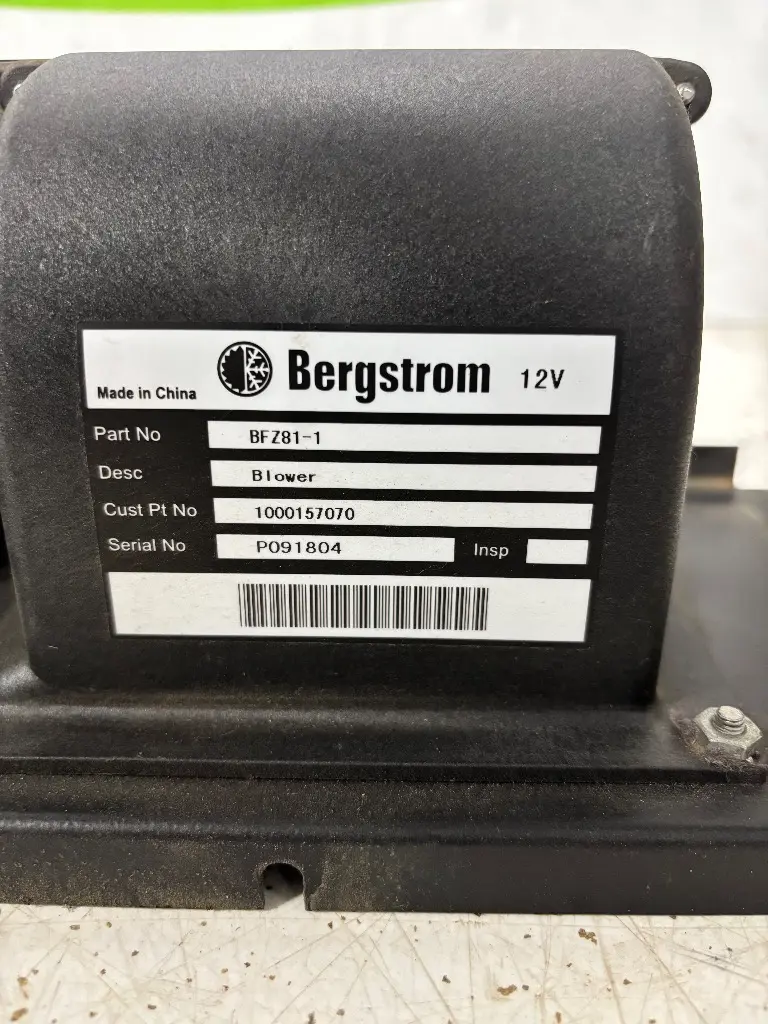 Bergstrom 12V
Made in China
Part No BFZ81-1
Desc Blower
Cust Pt No 1000157070
Serial No P091804 Insp